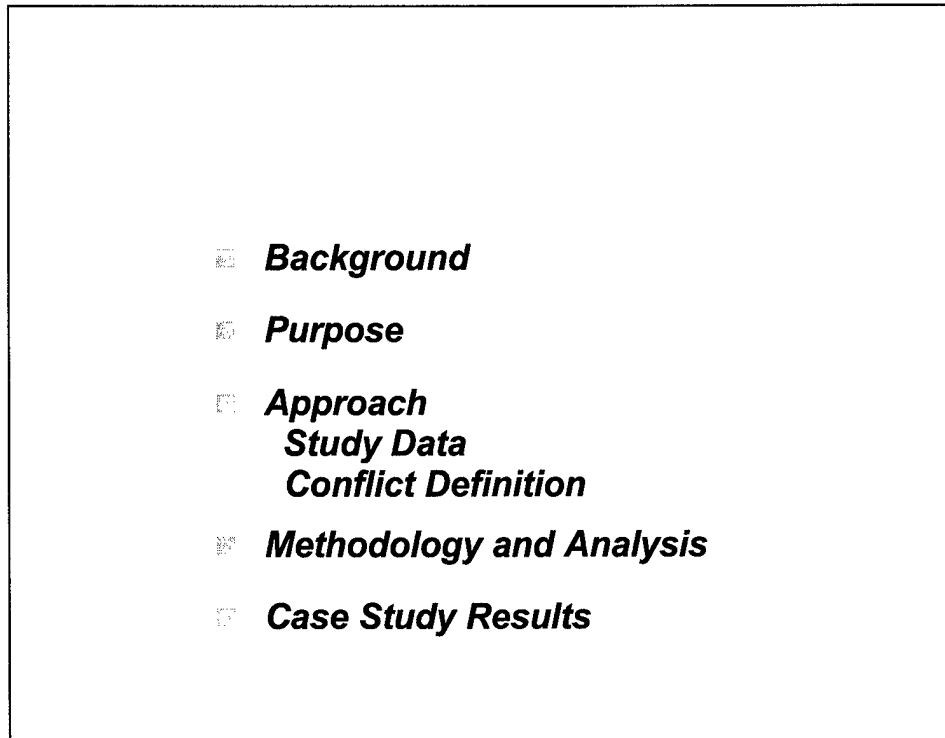 Background
Purpose
Approach
Study Data
Conflict Definition
Methodology and Analysis
Case Study Results